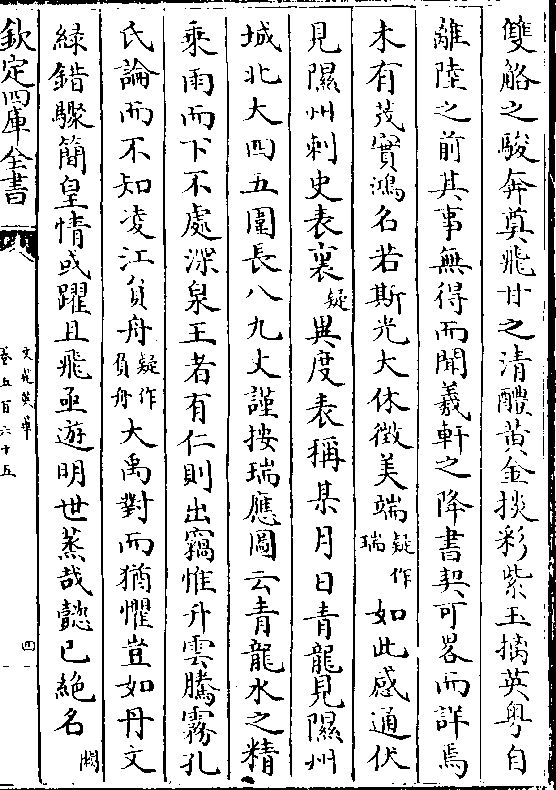 雙觡之駿奔奠飛甘之清醴黄金掞彩紫玉摛英粤自
離陸之前其事無得而聞羲軒之降書契可畧而詳焉
未有茂實鴻名若斯光大休徴美端疑作瑞如此感通伏
見隰州刺史表襄疑異度表稱某月日青龍見隰州
城北大四五圍長八九丈謹按瑞應圖云青龍水之精
乘雨而下不處深泉王者有仁則出竊惟升雲騰霧孔
氏論而不知凌江負舟疑作負舟大禹對而猶懼豈如丹文
緑錯驟簡皇情或躍且飛亟遊明世蒸哉懿已絶名闕
欽定四庫全書
文苑英華
卷五百六十五
四